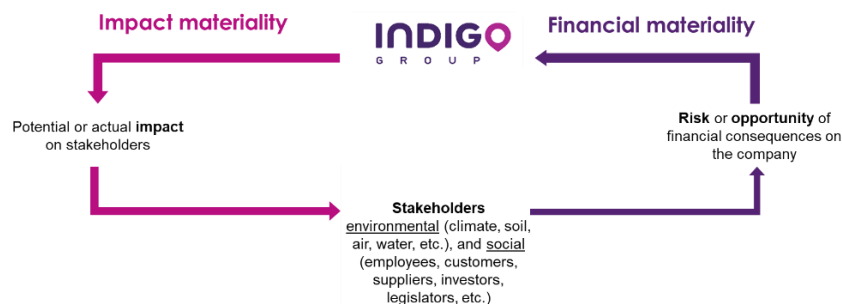 Impact materiality
INDIGO
GROUP
Financial materiality
Potential or actual impact
on stakeholders
Risk or opportunity of
financial consequences on
the company
Stakeholders
environmental (climate, soil,
air, water, etc.), and social
(employees, customers,
suppliers, investors,
legislators, etc.)